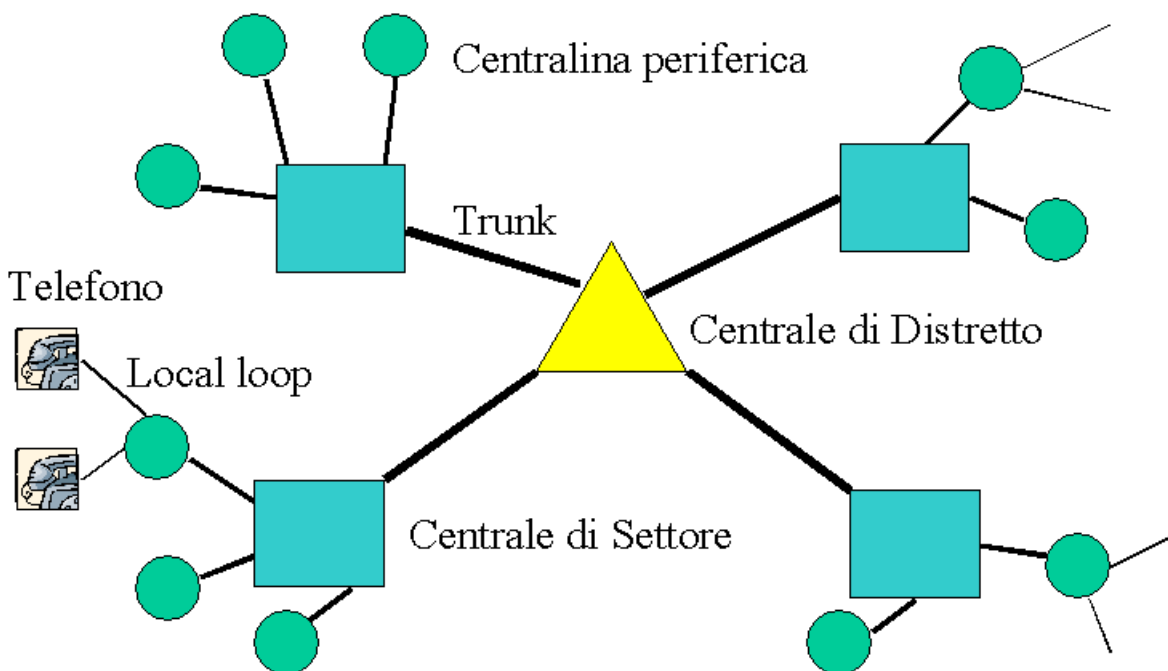 Centralina periferica
Trunk
Telefono
Centrale di Distretto
Local loop
Centrale di Settore